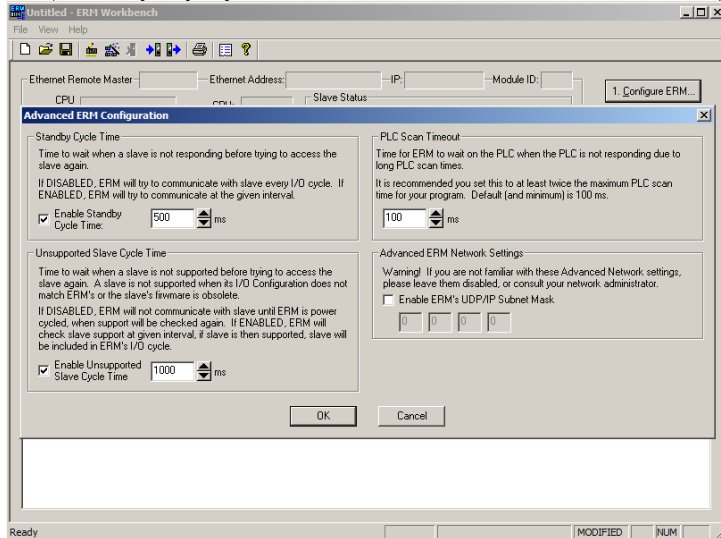 Untitled - ERM Workbench
File View Help
Ethernet Remote Master
Ethernet Address:
IP:
Module ID:
1. Configure ERM...
CPU
CPU:
Slave Status
Advanced ERM Configuration
Standby Cycle Time
Time to wait when a slave is not responding before trying to access the
slave again.
If DISABLED, ERM will try to communicate with slave every I/O cycle. If
ENABLED, ERM will try to communicate at the given interval.
Enable Standby
Cycle Time:
500
ms
PLC Scan Timeout
Time for ERM to wait on the PLC when the PLC is not responding due to
long PLC scan times.
It is recommended you set this to at least twice the maximum PLC scan
time for your program. Default (and minimum) is 100 ms.
100
ms
Unsupported Slave Cycle Time
Time to wait when a slave is not supported before trying to access the
slave again. A slave is not supported when its I/O Configuration does not
match ERM's or the slave's firmware is obsolete.
If DISABLED, ERM will not communicate with slave until ERM is power
cycled, when support will be checked again. If ENABLED, ERM will
check slave support at given interval, if slave is then supported, slave will
be included in ERM's I/O cycle.
Enable Unsupported
Slave Cycle Time
1000
ms
Advanced ERM Network Settings
Warning! If you are not familiar with these Advanced Network settings,
please leave them disabled, or consult your network administrator.
Enable ERM's UDP/IP Subnet Mask
0 0 0 0
OK
Cancel
Ready
MODIFIED
NUM